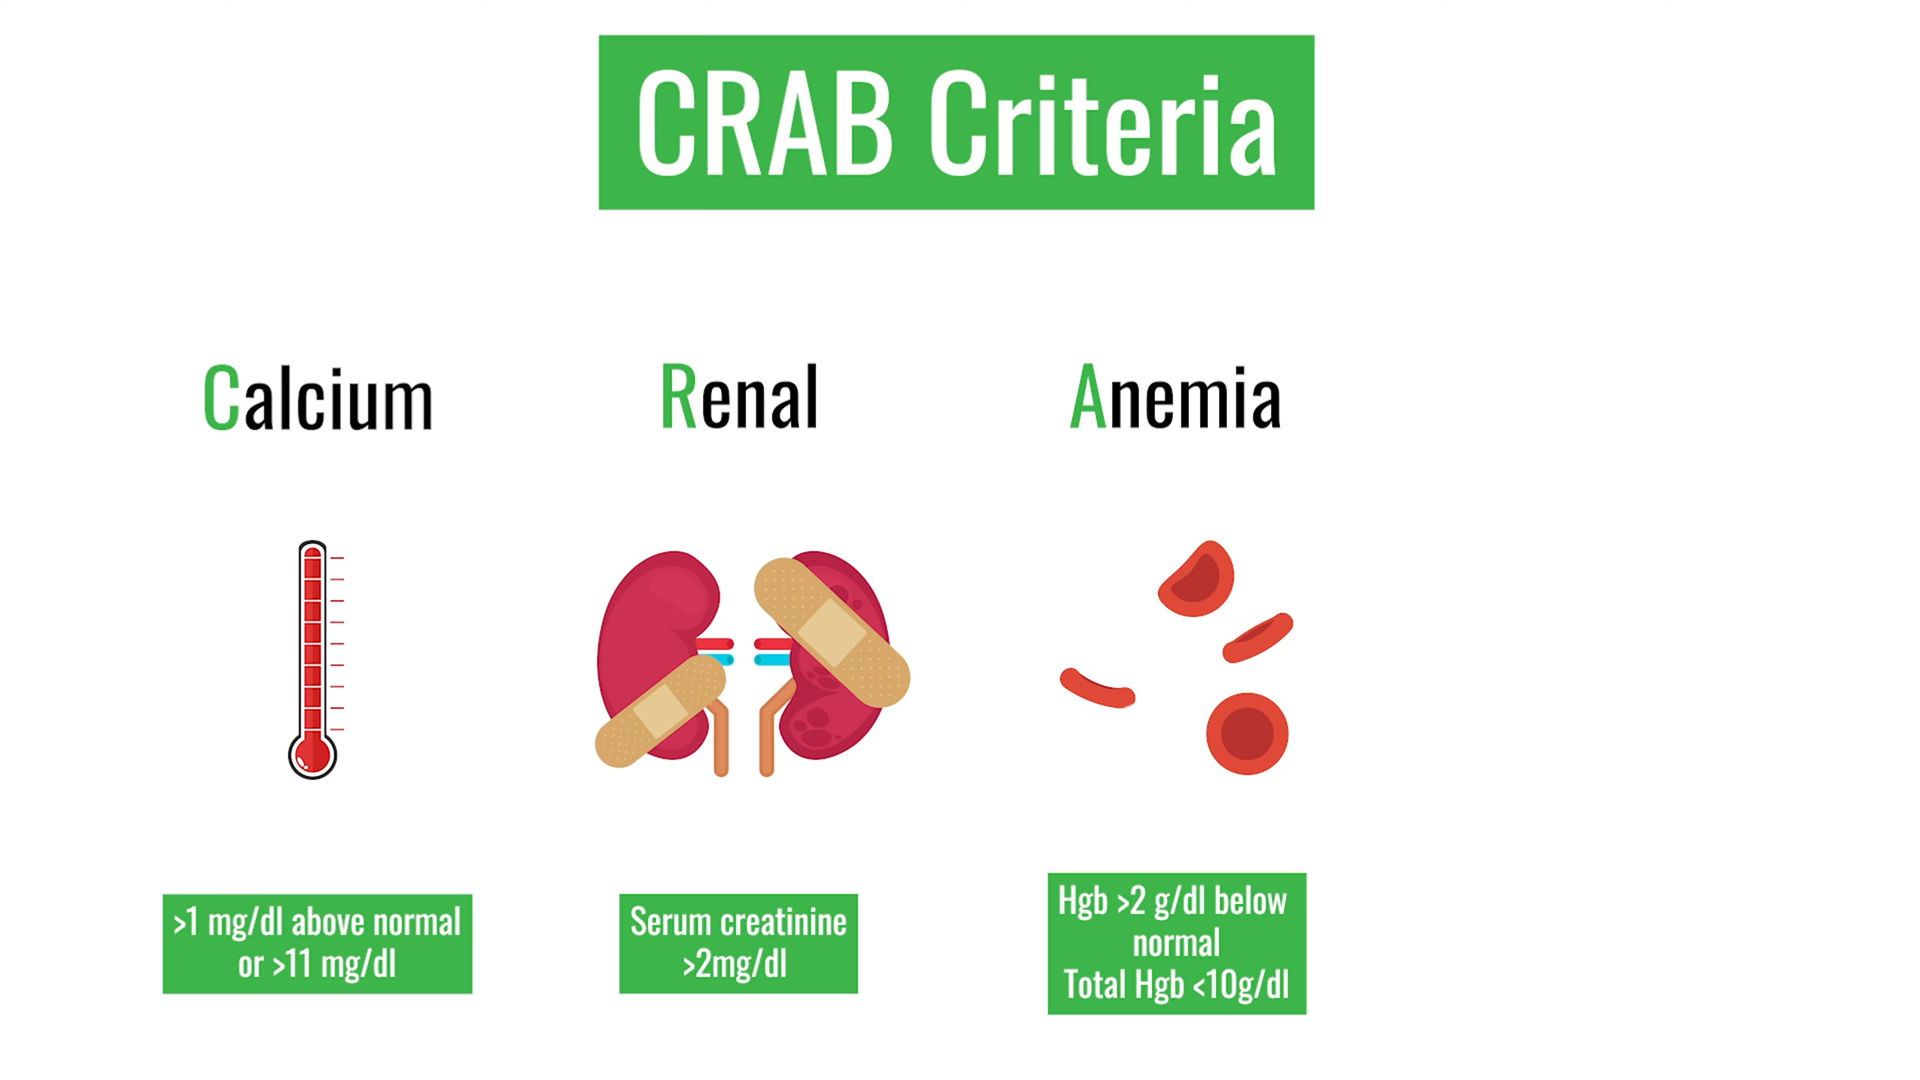 CRAB Criteria
Calcium
Renal
Anemia
>1 mg/dl above normal
or >11 mg/dl
Serum creatinine
>2mg/dl
Hgb >2 g/dl below
normal
Total Hgb <10g/dl